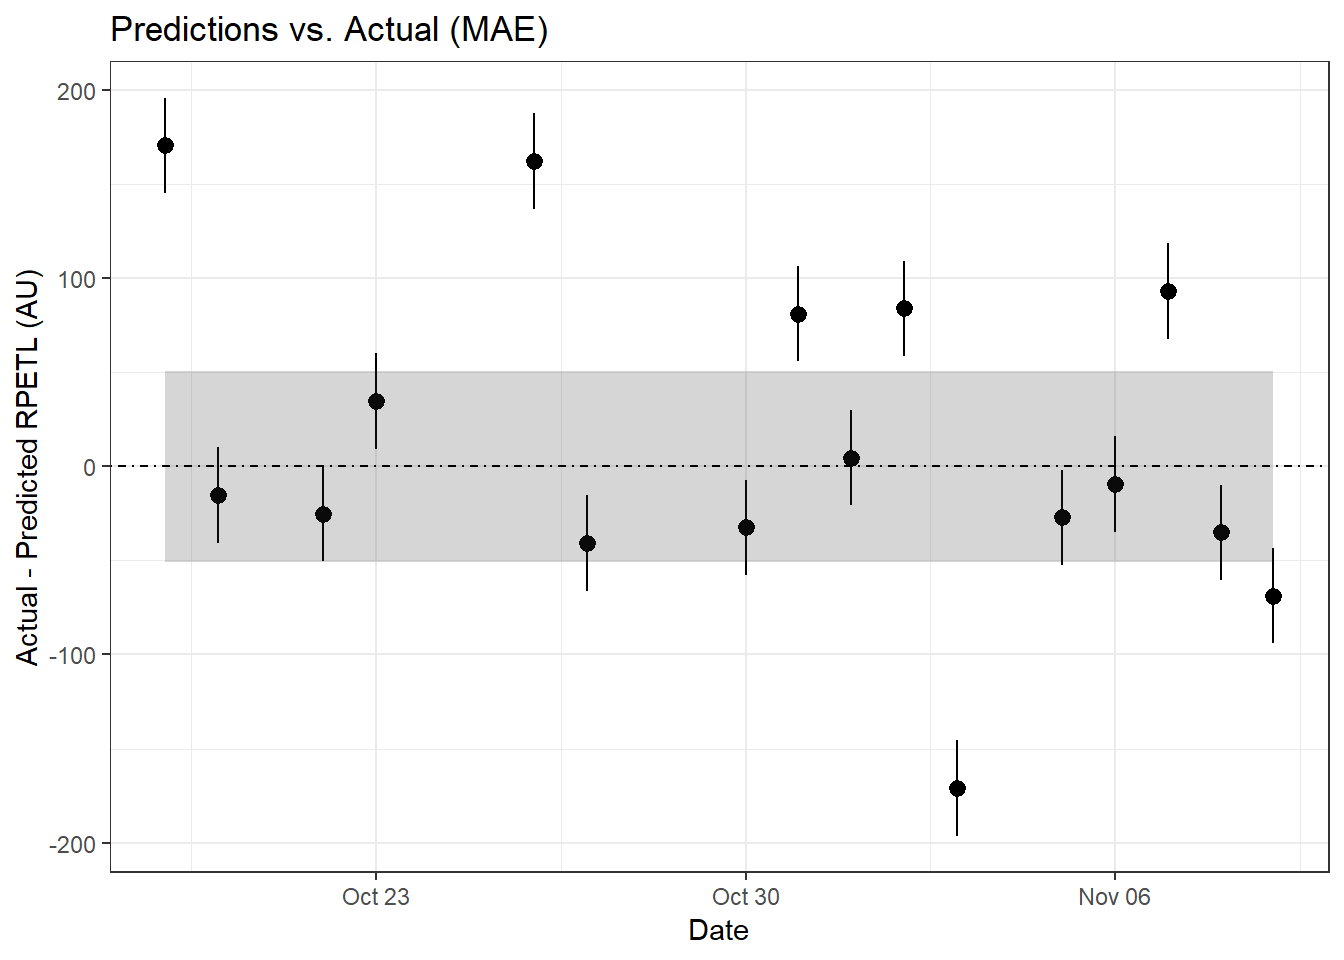 Predictions vs. Actual (MAE)
Actual - Predicted RPETL (AU)
200
100
0
-100
-200
Oct 23
Oct 30
Nov 06
Date